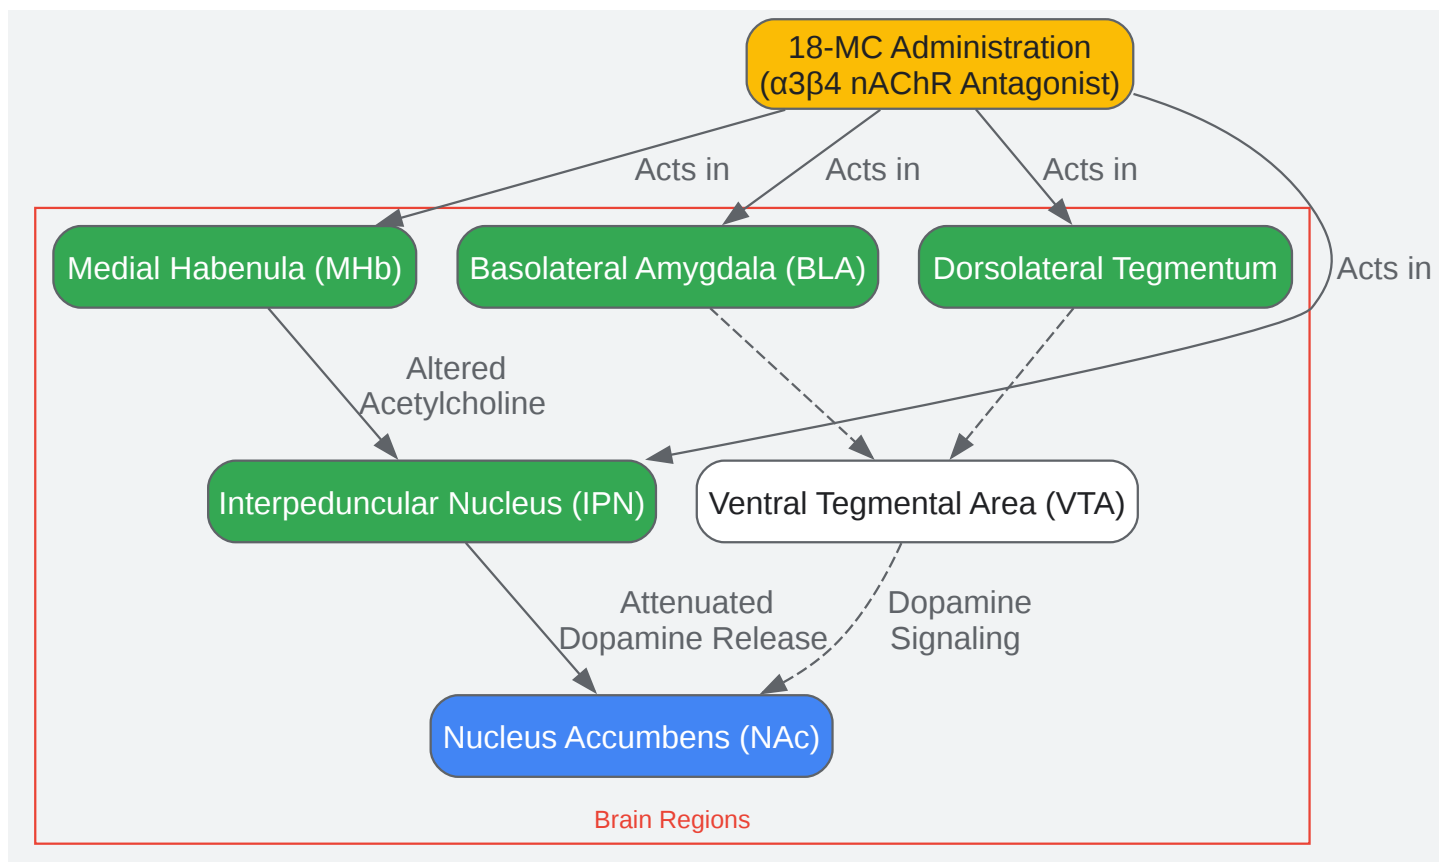 18-MC Administration
(α3β4 nAChR Antagonist)
Acts in
Acts in
Acts in
Medial Habenula (MHb)
Basolateral Amygdala (BLA)
Dorsolateral Tegmentum
Acts in
Altered
Acetylcholine
Interpeduncular Nucleus (IPN)
Ventral Tegmental Area (VTA)
Attenuated
Dopamine Release
Dopamine
Signaling
Nucleus Accumbens (NAc)
Brain Regions